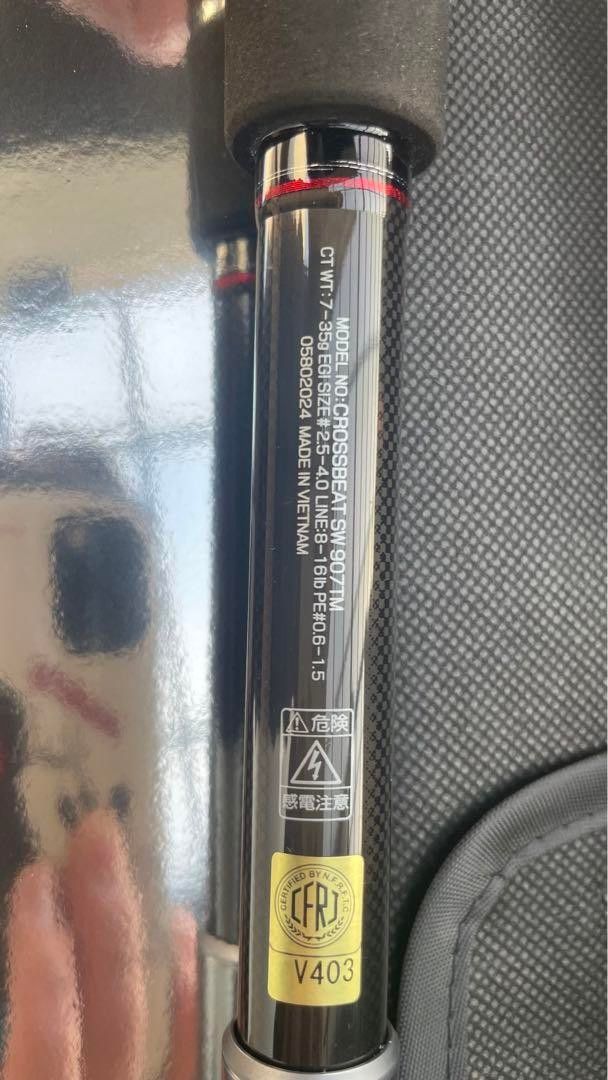 MODEL NO:CROSSBEAT SW 907TM
CT WT:7-35g EGI SIZE#2.5-4.0 LINE:8-16lb PE#0.6-1.5
05802024 MADE IN VIETNAM
⚠危険
感電注意
CERTIFIED BY N.F.R.F.T.C.
CFRJ
V403